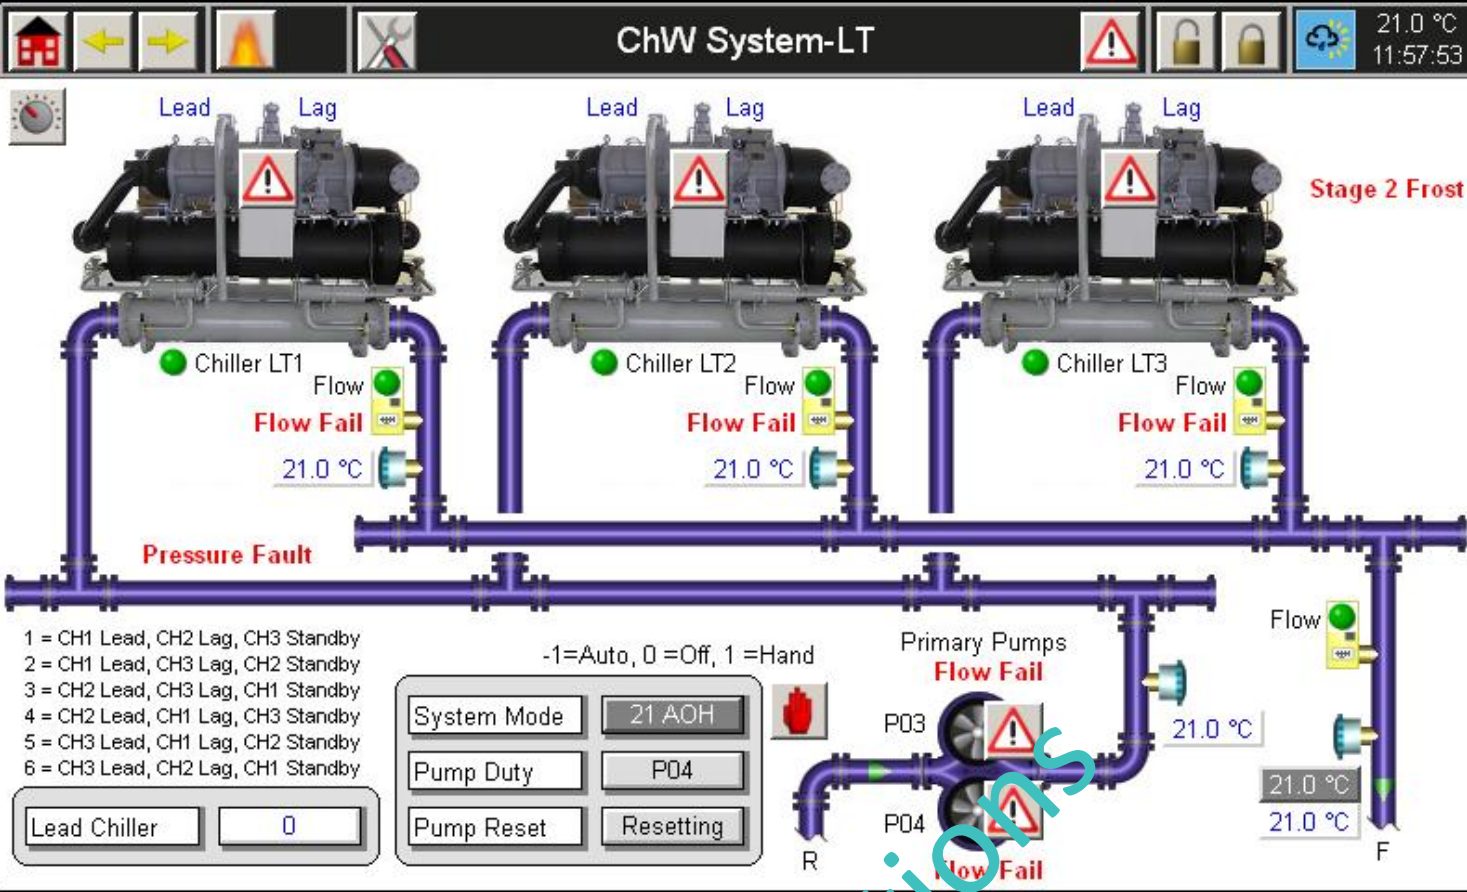 ChW System-LT
21.0 °C
11:57:53
Lead Lag
Lead Lag
Lead Lag
Stage 2 Frost
Chiller LT1
Chiller LT2
Chiller LT3
Flow
Flow
Flow
Flow Fail
Flow Fail
Flow Fail
21.0 °C
21.0 °C
21.0 °C
Pressure Fault
1 = CH1 Lead, CH2 Lag, CH3 Standby
2 = CH1 Lead, CH3 Lag, CH2 Standby
3 = CH2 Lead, CH3 Lag, CH1 Standby
4 = CH2 Lead, CH1 Lag, CH3 Standby
5 = CH3 Lead, CH1 Lag, CH2 Standby
6 = CH3 Lead, CH2 Lag, CH1 Standby
Lead Chiller 0
-1=Auto, 0 =Off, 1 =Hand
System Mode 21 AOH
Pump Duty P04
Pump Reset Resetting
Primary Pumps
Flow Fail
P03
P04
Flow Fail
R
21.0 °C
Flow
21.0 °C
21.0 °C
F